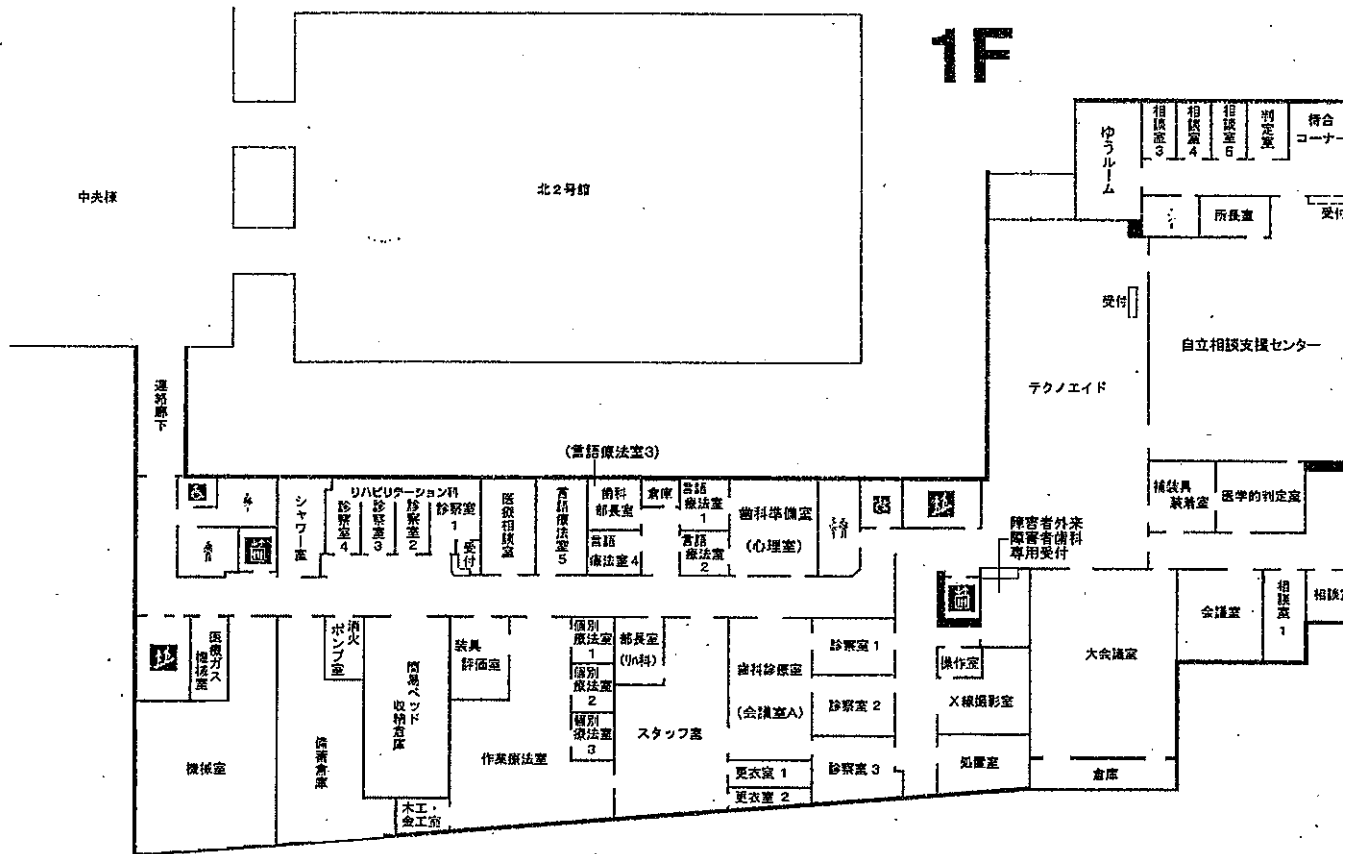 1F
ゆうルーム
相談室3
相談室4
相談室6
判定室
待合
コーナー
中央棟
北2号館
所長室
受付
受付
自立相談支援センター
テクノエイド
連絡廊下
(言語療法室3)
シャワー室
リハビリテーション科
診察室4
診察室3
診察室2
診察室1
受付
医療相談室
言語療法室5
歯科
部長室
言語
療法室4
倉庫
言語
療法室
1
言語
療法室
2
歯科準備室
(心理室)
補装具
装着室
医学的判定室
障害者外来
障害者歯科
専用受付
医療ガス
機械室
消火
ポンプ室
簡易ベッド
収納倉庫
装具
評価室
個別
療法室
1
個別
療法室
2
個別
療法室
3
部長室
(リハ科)
歯科診療室
(会議室A)
診察室 1
診察室 2
診察室 3
操作室
X線撮影室
処置室
大会議室
会議室
相談室1
相談
倉庫
機械室
備蓄倉庫
木工・
金工室
作業療法室
スタッフ室
更衣室 1
更衣室 2